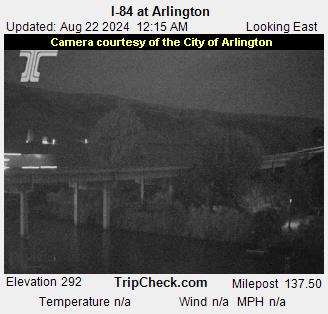 I-84 at Arlington
Updated: Aug 22 2024 12:15 AM Looking East
Camera courtesy of the City of Arlington
Elevation 292 TripCheck.com Milepost 137.50
Temperature n/a Wind n/a MPH n/a